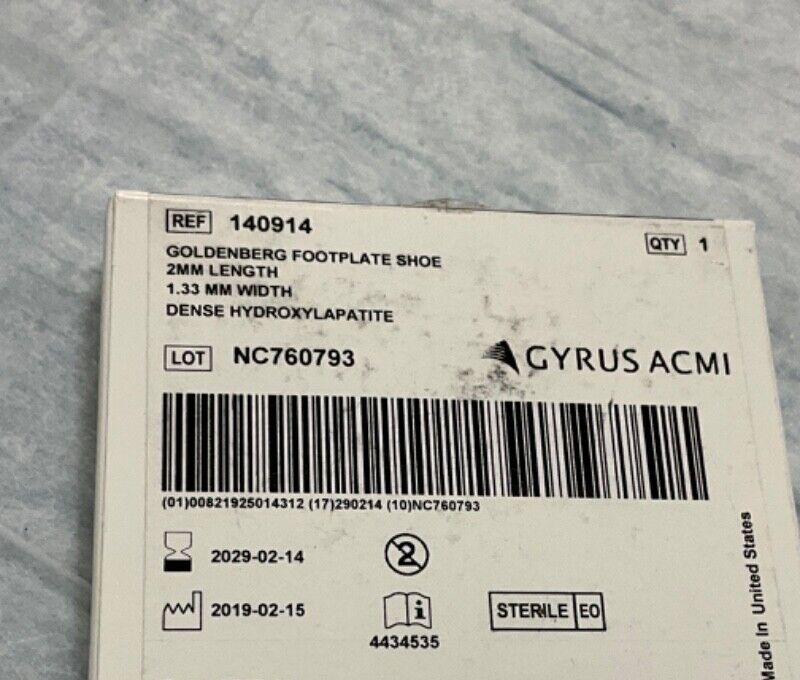 REF 140914
QTY 1
GOLDENBERG FOOTPLATE SHOE
2MM LENGTH
1.33 MM WIDTH
DENSE HYDROXYLAPATITE
LOT NC760793
GYRUS ACMI
(01)00821925014312 (17)290214 (10)NC760793
2029-02-14
2
2019-02-15
i
STERILE EO
4434535
Made In United States